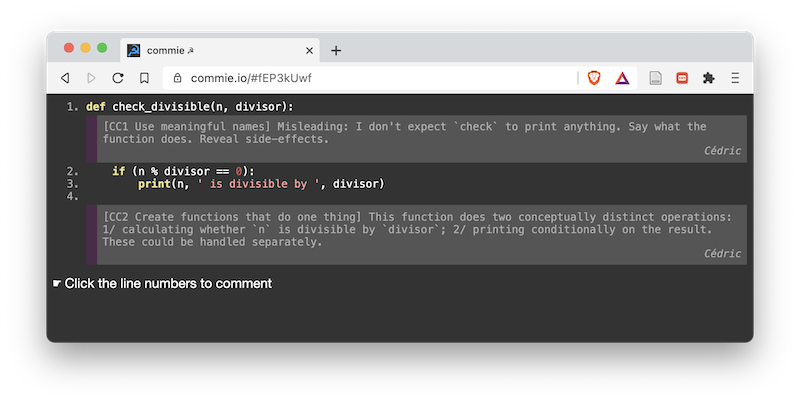 commie ☭
commie.io/#fEP3kUwf
1. def check_divisible(n, divisor):
[CC1 Use meaningful names] Misleading: I don't expect `check` to print anything. Say what the
function does. Reveal side-effects.
Cédric
2. if (n % divisor == 0):
3. print(n, ' is divisible by ', divisor)
4.
[CC2 Create functions that do one thing] This function does two conceptually distinct operations:
1/ calculating whether `n` is divisible by `divisor`; 2/ printing conditionally on the result.
These could be handled separately.
Cédric
☛ Click the line numbers to comment